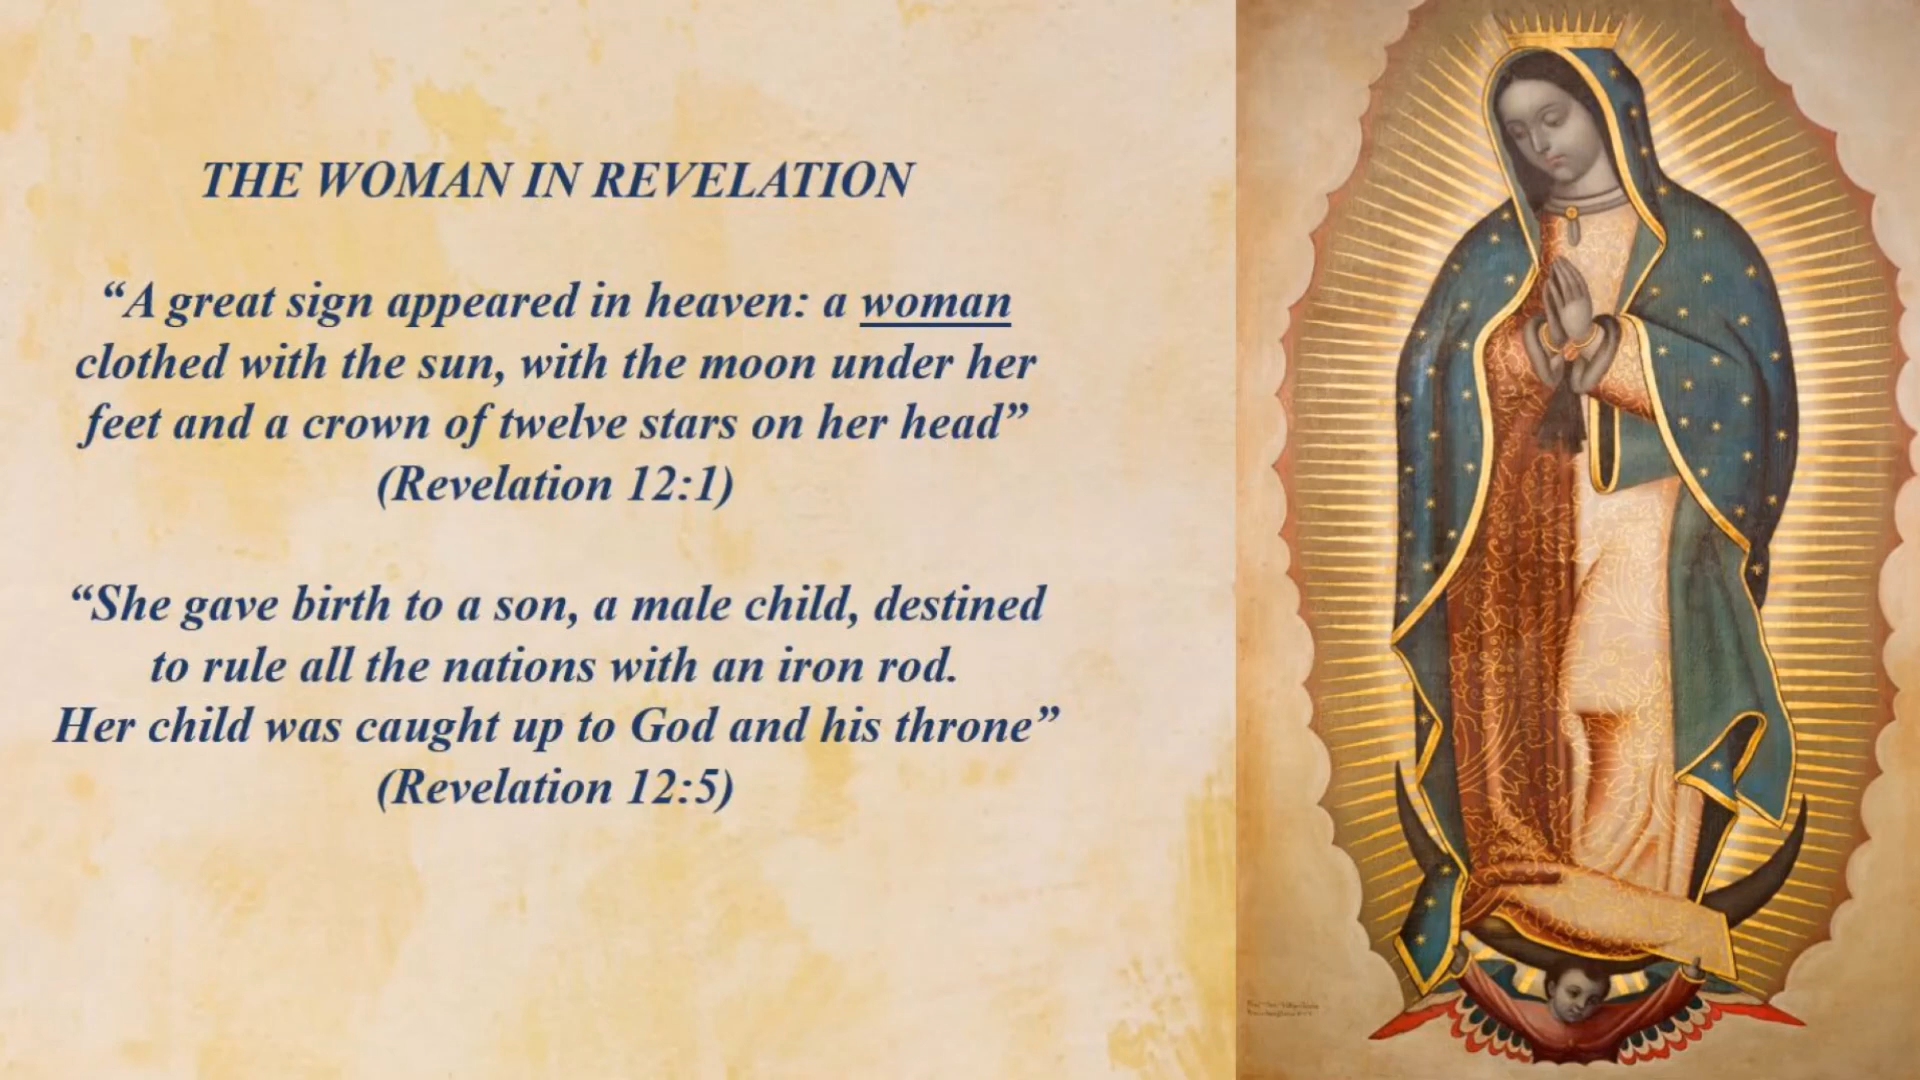 THE WOMAN IN REVELATION
“A great sign appeared in heaven: a woman
clothed with the sun, with the moon under her
feet and a crown of twelve stars on her head”
(Revelation 12:1)
“She gave birth to a son, a male child, destined
to rule all the nations with an iron rod.
Her child was caught up to God and his throne”
(Revelation 12:5)